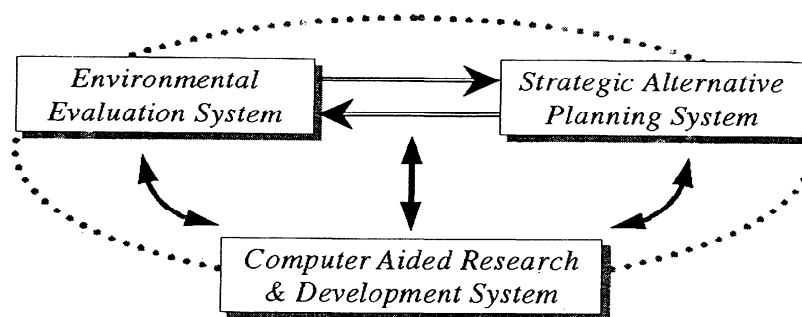 Environmental
Evaluation System
Strategic Alternative
Planning System
Computer Aided Research
& Development System